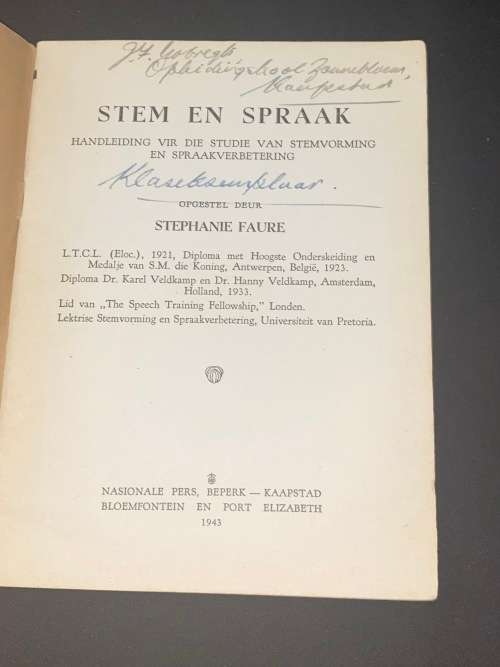 Opleidingskool Zonnebloem,
Kaapstad
STEM EN SPRAAK
HANDLEIDING VIR DIE STUDIE VAN STEMVORMING
EN SPRAAKVERBETERING
Klaseksemplaar.
OPGESTEL DEUR
STEPHANIE FAURE
L.T.C.L. (Eloc.), 1921, Diploma met Hoogste Onderskeiding en
Medalje van S.M. die Koning, Antwerpen, België, 1923.
Diploma Dr. Karel Veldkamp en Dr. Hanny Veldkamp, Amsterdam,
Holland, 1933.
Lid van „The Speech Training Fellowship,” Londen.
Lektrise Stemvorming en Spraakverbetering, Universiteit van Pretoria.
NASIONALE PERS, BEPERK — KAAPSTAD
BLOEMFONTEIN EN PORT ELIZABETH
1943